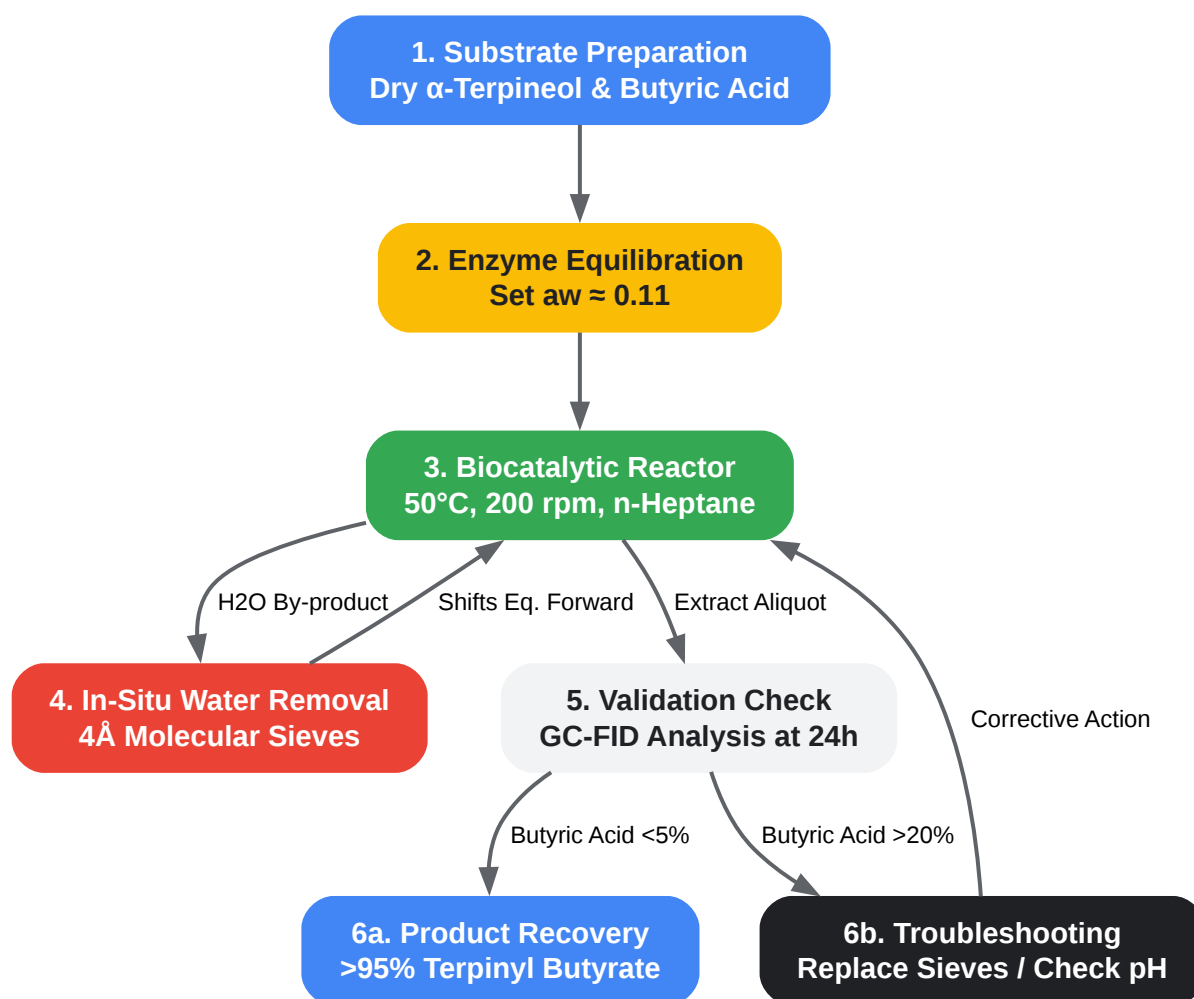 1. Substrate Preparation
Dry α-Terpineol & Butyric Acid
2. Enzyme Equilibration
Set aw ≈ 0.11
3. Biocatalytic Reactor
50°C, 200 rpm, n-Heptane
H2O By-product
Shifts Eq. Forward
Extract Aliquot
4. In-Situ Water Removal
4Å Molecular Sieves
5. Validation Check
GC-FID Analysis at 24h
Corrective Action
Butyric Acid <5%
Butyric Acid >20%
6a. Product Recovery
>95% Terpinyl Butyrate
6b. Troubleshooting
Replace Sieves / Check pH